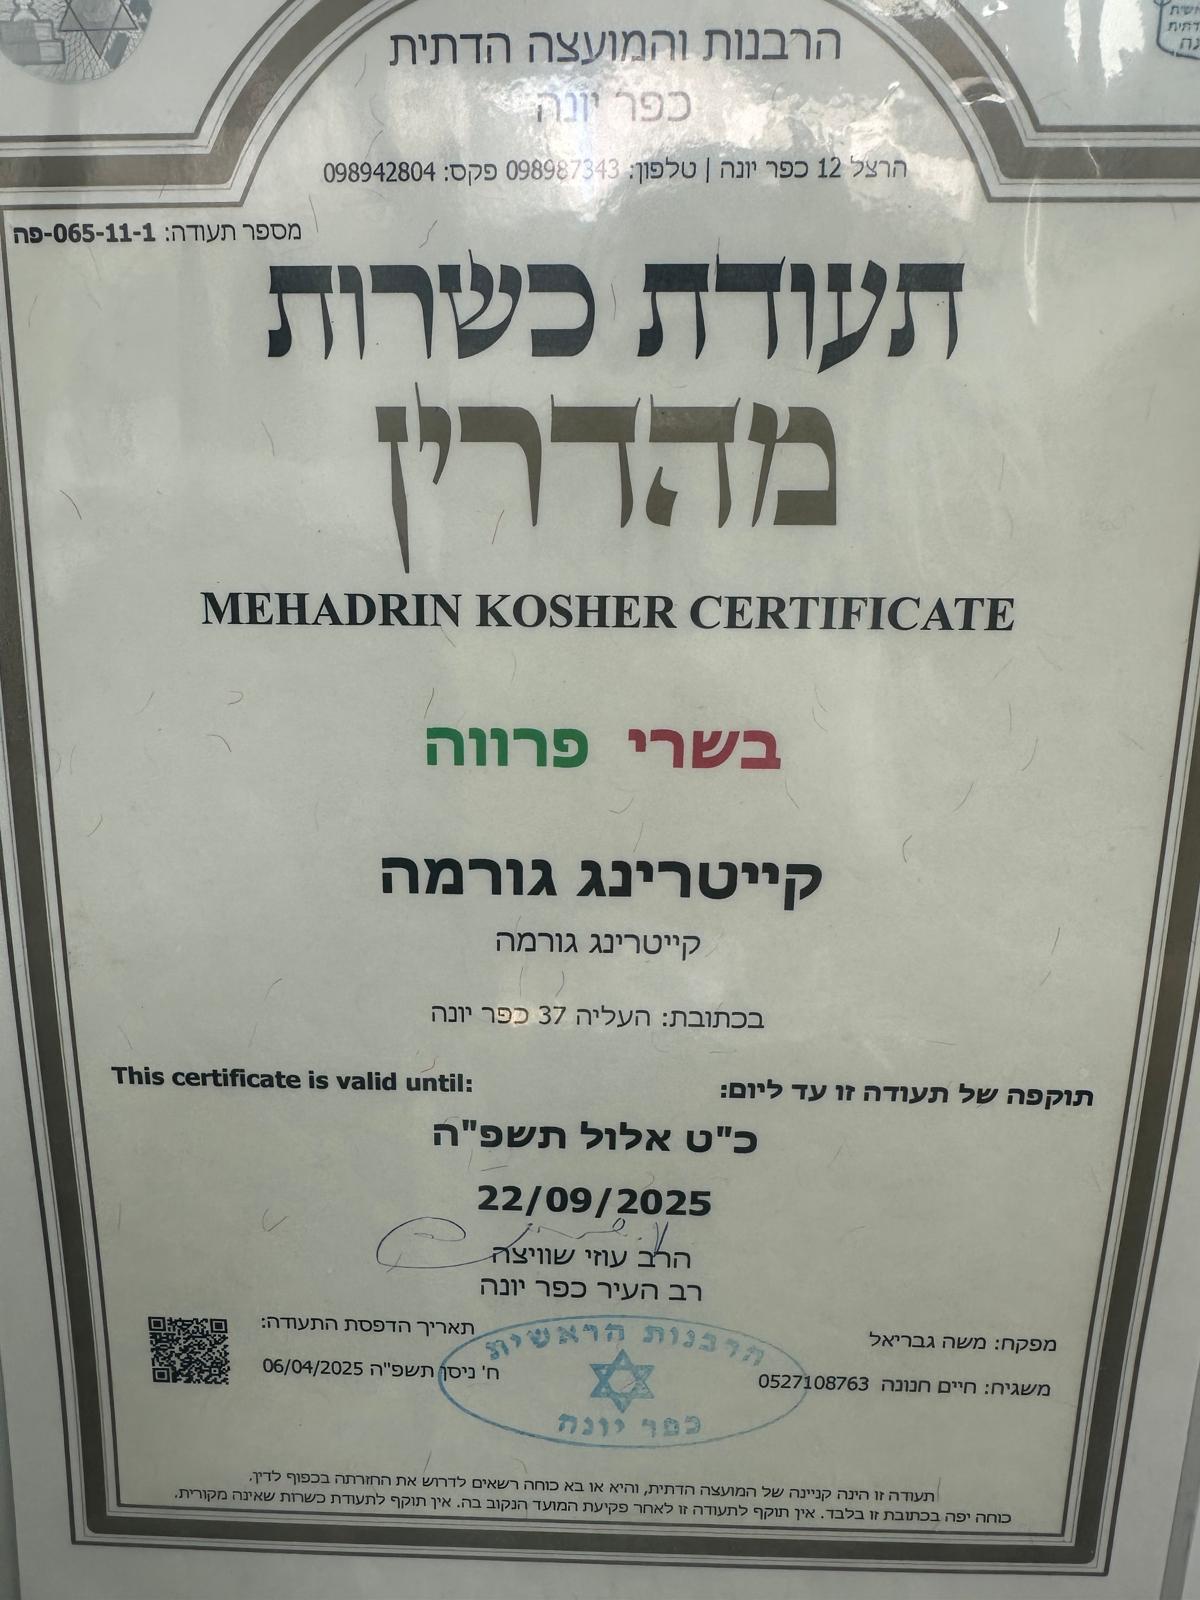 הרבנות והמועצה הדתית
כפר יונה
הרצל 12 כפר יונה | טלפון: 098987343 פקס: 098942804
מספר תעודה: 065-11-1-פה
תעודת כשרות
מהדרין
MEHADRIN KOSHER CERTIFICATE
בשרי פרווה
קייטרינג גורמה
קייטרינג גורמה
בכתובת: העליה 37 כפר יונה
תוקפה של תעודה זו עד ליום:
This certificate is valid until:
כ"ט אלול תשפ"ה
22/09/2025
הרב עוזי שוויצה
רב העיר כפר יונה
מפקח: משה גבריאל
משגיח: חיים חנונה 0527108763
תאריך הדפסת התעודה:
ח' ניסן תשפ"ה 06/04/2025
הרבנות הראשית
כפר יונה
תעודה זו הינה קניינה של המועצה הדתית, והיא או בא כוחה רשאים לדרוש את החזרתה בכפוף לדין.
כוחה יפה בכתובת זו בלבד. אין תוקף לתעודה זו לאחר פקיעת המועד הנקוב בה. אין תוקף לתעודת כשרות שאינה מקורית.